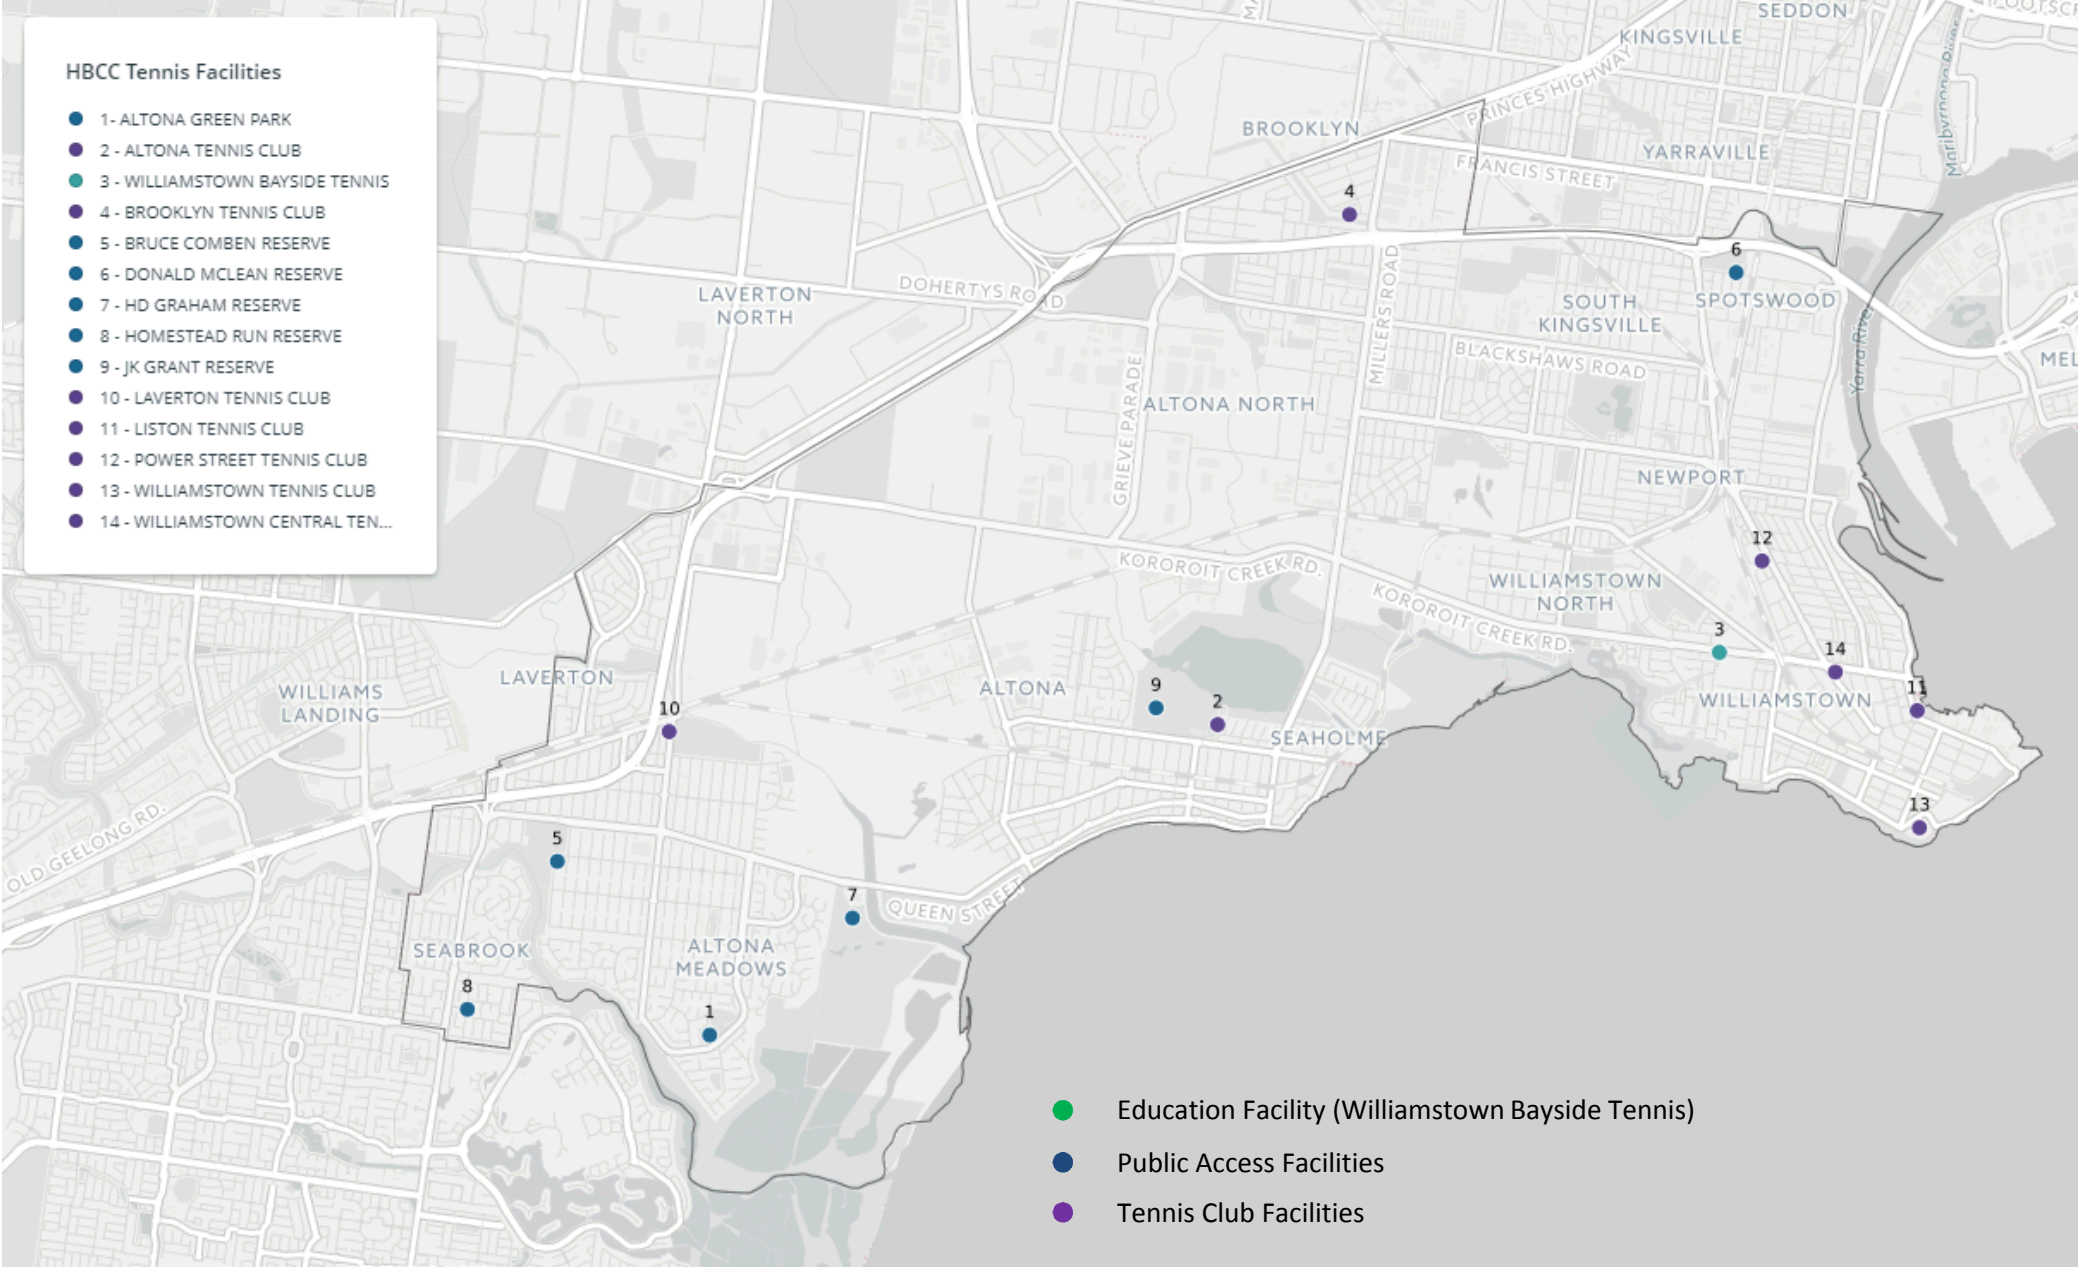 HBCC Tennis Facilities
1- ALTONA GREEN PARK
2 - ALTONA TENNIS CLUB
3 - WILLIAMSTOWN BAYSIDE TENNIS
4 - BROOKLYN TENNIS CLUB
5 - BRUCE COMBEN RESERVE
6 - DONALD MCLEAN RESERVE
7 - HD GRAHAM RESERVE
8 - HOMESTEAD RUN RESERVE
9 - JK GRANT RESERVE
10 - LAVERTON TENNIS CLUB
11 - LISTON TENNIS CLUB
12 - POWER STREET TENNIS CLUB
13 - WILLIAMSTOWN TENNIS CLUB
14 - WILLIAMSTOWN CENTRAL TEN...
SEDDON
KINGSVILLE
PRINCES HIGHWAY
Maribyrnong River
BROOKLYN
YARRAVILLE
FRANCIS STREET
4
6
DOHERTYS ROAD
LAVERTON
NORTH
MILLERS ROAD
SOUTH
KINGSVILLE
SPOTSWOOD
Yarra River
MEL
BLACKSHAWS ROAD
GRIEVE PARADE
ALTONA NORTH
NEWPORT
12
KOROROIT CREEK RD.
KOROROIT CREEK RD.
WILLIAMSTOWN
NORTH
3
14
LAVERTON
WILLIAMS
LANDING
ALTONA
9
2
11
WILLIAMSTOWN
10
SEAHOLME
13
OLD GEELONG RD.
5
7
QUEEN STREET
SEABROOK
ALTONA
MEADOWS
8
1
Education Facility (Williamstown Bayside Tennis)
Public Access Facilities
Tennis Club Facilities